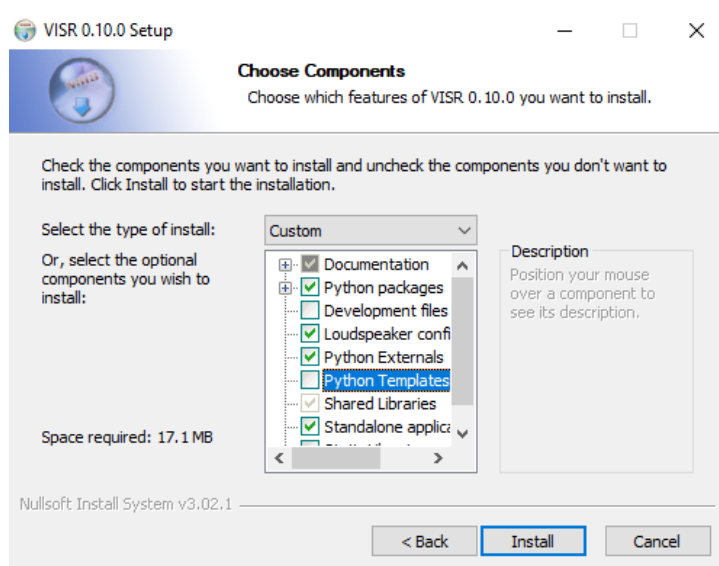 VISR 0.10.0 Setup
Choose Components
Choose which features of VISR 0.10.0 you want to install.
Check the components you want to install and uncheck the components you don't want to
install. Click Install to start the installation.
Select the type of install:
Custom
Or, select the optional
components you wish to
install:
Documentation
Python packages
Development files
Loudspeaker confi
Python Externals
Python Templates
Shared Libraries
Standalone applica
Description
Position your mouse
over a component to
see its description.
Space required: 17.1 MB
Nullsoft Install System v3.02.1
< Back
Install
Cancel